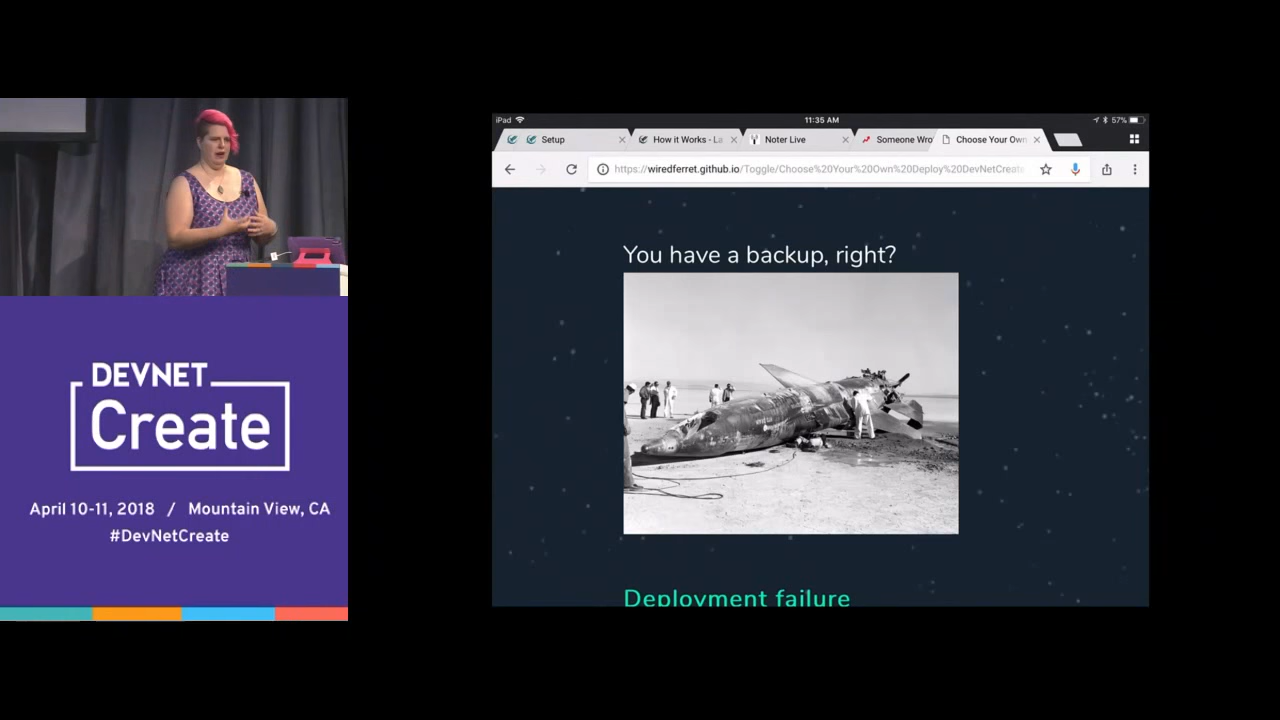 DEVNET
Create
April 10-11, 2018 / Mountain View, CA
#DevNetCreate
iPad
11:35 AM
57%
Setup
How it Works - La
Noter Live
Someone Wro
Choose Your Own
https://wiredferret.github.io/Toggle/Choose%20Your%20Own%20Deploy%20DevNetCreate
You have a backup, right?
Deployment failure